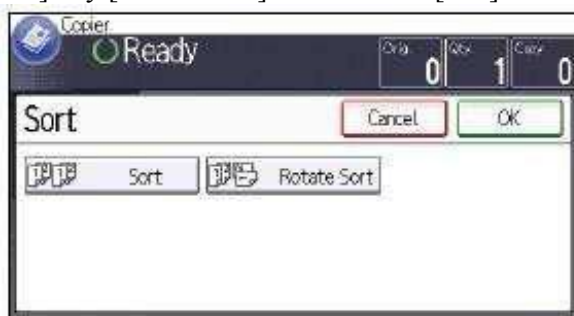 Copier
Ready
Orig. 0 Qty. 1 Copy 0
Sort Cancel OK
Sort Rotate Sort